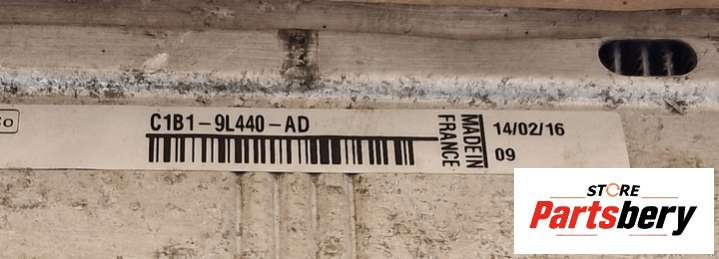 C1B1-9L440-AD
MADE IN
FRANCE
14/02/16
09
STORE
Partsbery